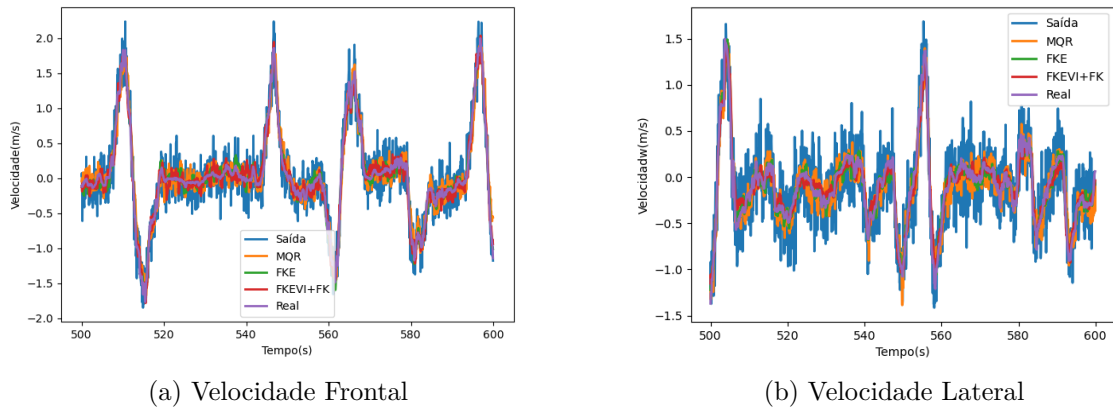 2.0
1.5
1.0
0.5
0.0
−0.5
−1.0
−1.5
−2.0
Velocidade(m/s)
Saída
MQR
FKE
FKEVI+FK
Real
500
520
540
560
580
600
Tempo(s)
(a) Velocidade Frontal
1.5
1.0
0.5
0.0
−0.5
−1.0
−1.5
Velocidadw(m/s)
Saída
MQR
FKE
FKEVI+FK
Real
500
520
540
560
580
600
Tempo(s)
(b) Velocidade Lateral